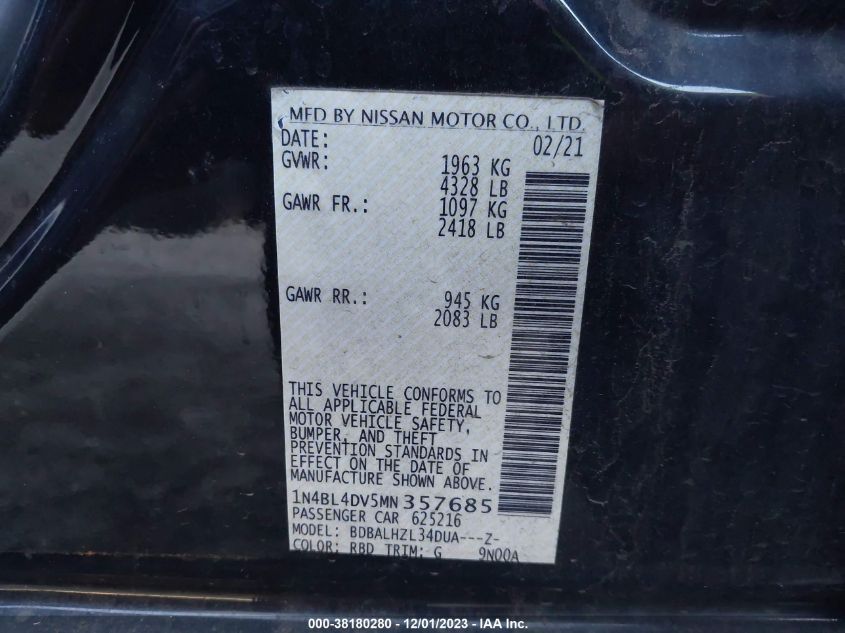 MFD BY NISSAN MOTOR CO., LTD.
DATE: 02/21
GVWR: 1963 KG
4328 LB
GAWR FR.: 1097 KG
2418 LB
GAWR RR.: 945 KG
2083 LB
THIS VEHICLE CONFORMS TO
ALL APPLICABLE FEDERAL
MOTOR VEHICLE SAFETY,
BUMPER, AND THEFT
PREVENTION STANDARDS IN
EFFECT ON THE DATE OF
MANUFACTURE SHOWN ABOVE.
1N4BL4DV5MN357685
PASSENGER CAR 625216
MODEL: BDBALHZL34DUA---Z-
COLOR: RBD TRIM: G 9N00A
000-38180280 - 12/01/2023 - IAA Inc.